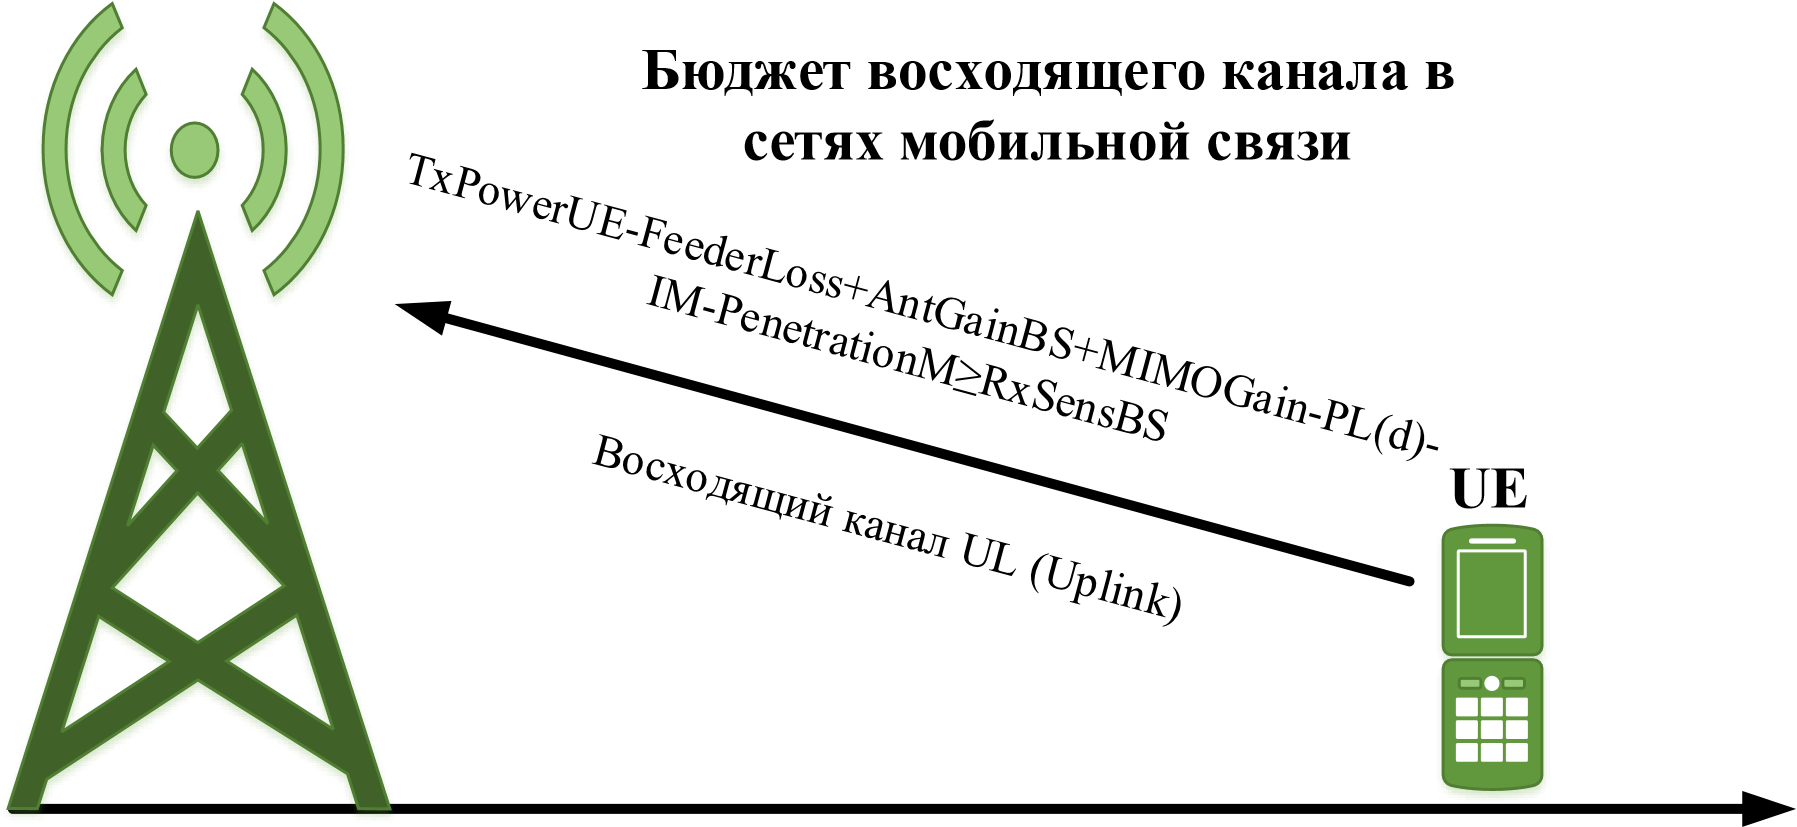 Бюджет восходящего канала в
сетях мобильной связи
TxPowerUE-FeederLoss+AntGainBS+MIMOGain-PL(d)-
IM-PenetrationM≥RxSensBS
Восходящий канал UL (Uplink)
UE